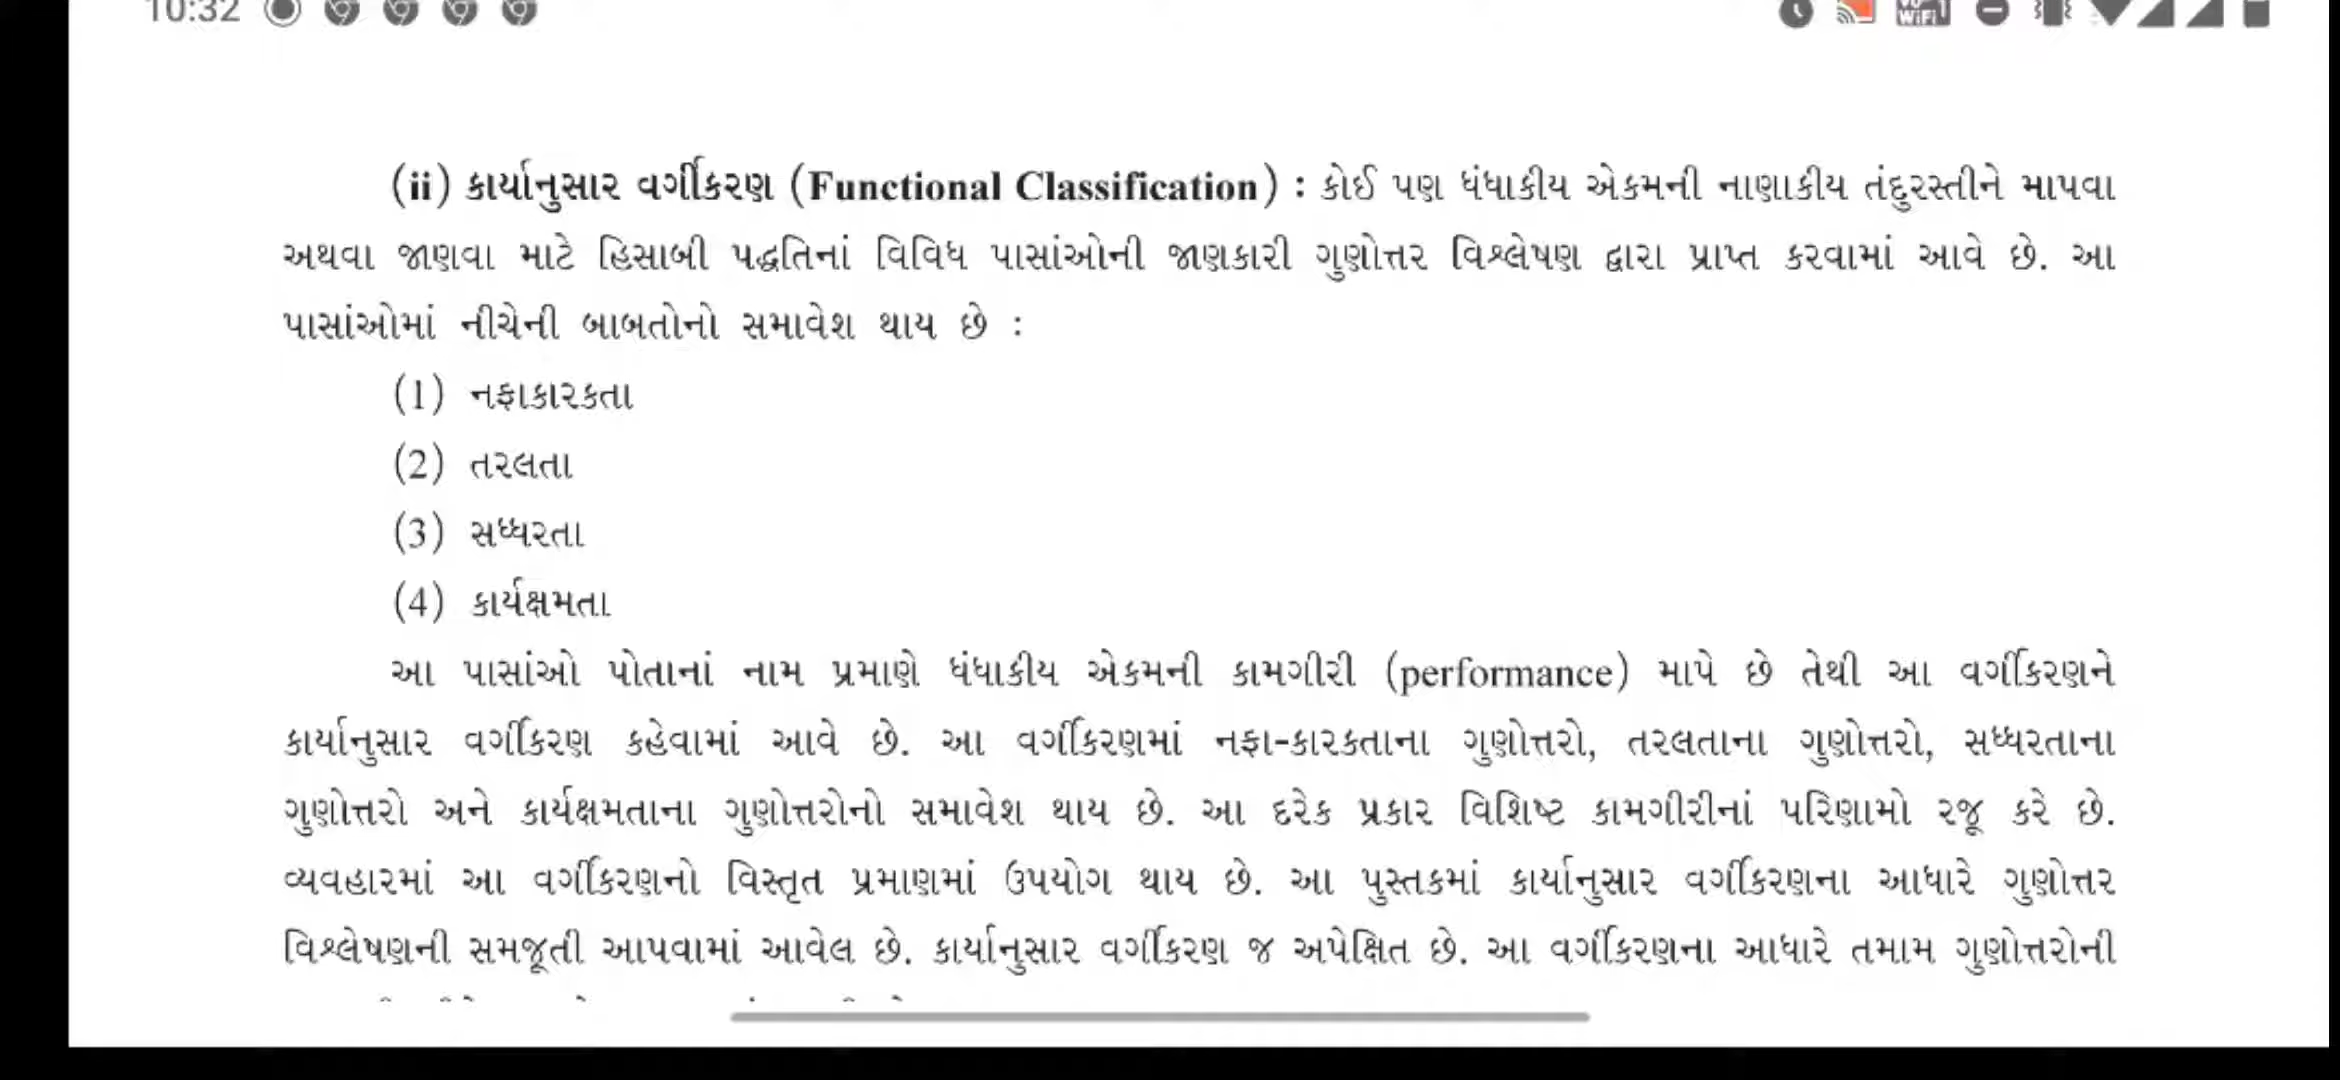 10:32
VO WiFi
(ii) કાર્યાનુસાર વર્ગીકરણ (Functional Classification) : કોઈ પણ ધંધાકીય એકમની નાણાકીય તંદુરસ્તીને માપવા
અથવા જાણવા માટે હિસાબી પદ્ધતિનાં વિવિધ પાસાંઓની જાણકારી ગુણોત્તર વિશ્લેષણ દ્વારા પ્રાપ્ત કરવામાં આવે છે. આ
પાસાંઓમાં નીચેની બાબતોનો સમાવેશ થાય છે :
(1) નફાકારકતા
(2) તરલતા
(3) સધ્ધરતા
(4) કાર્યક્ષમતા
આ પાસાંઓ પોતાનાં નામ પ્રમાણે ધંધાકીય એકમની કામગીરી (performance) માપે છે તેથી આ વર્ગીકરણને
કાર્યાનુસાર વર્ગીકરણ કહેવામાં આવે છે. આ વર્ગીકરણમાં નફા-કારકતાના ગુણોત્તરો, તરલતાના ગુણોત્તરો, સધ્ધરતાના
ગુણોત્તરો અને કાર્યક્ષમતાના ગુણોત્તરોનો સમાવેશ થાય છે. આ દરેક પ્રકાર વિશિષ્ટ કામગીરીનાં પરિણામો રજૂ કરે છે.
વ્યવહારમાં આ વર્ગીકરણનો વિસ્તૃત પ્રમાણમાં ઉપયોગ થાય છે. આ પુસ્તકમાં કાર્યાનુસાર વર્ગીકરણના આધારે ગુણોત્તર
વિશ્લેષણની સમજૂતી આપવામાં આવેલ છે. કાર્યાનુસાર વર્ગીકરણ જ અપેક્ષિત છે. આ વર્ગીકરણના આધારે તમામ ગુણોત્તરોની